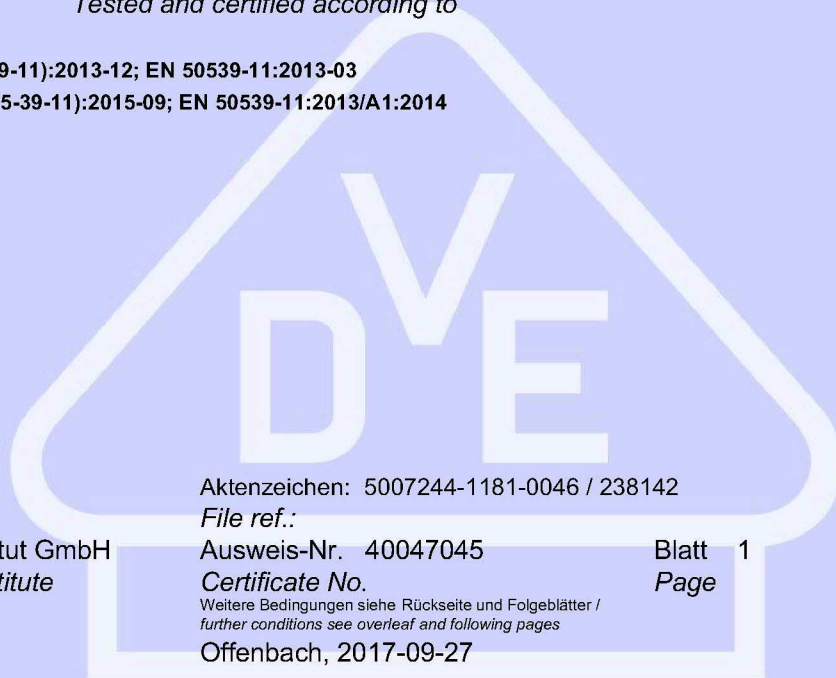 Tested and certified according to
9-11):2013-12; EN 50539-11:2013-03
5-39-11):2015-09; EN 50539-11:2013/A1:2014
DVE
Aktenzeichen: 5007244-1181-0046 / 238142
File ref.:
tut GmbH Ausweis-Nr. 40047045 Blatt 1
titute Certificate No. Page
Weitere Bedingungen siehe Rückseite und Folgeblätter /
further conditions see overleaf and following pages
Offenbach, 2017-09-27